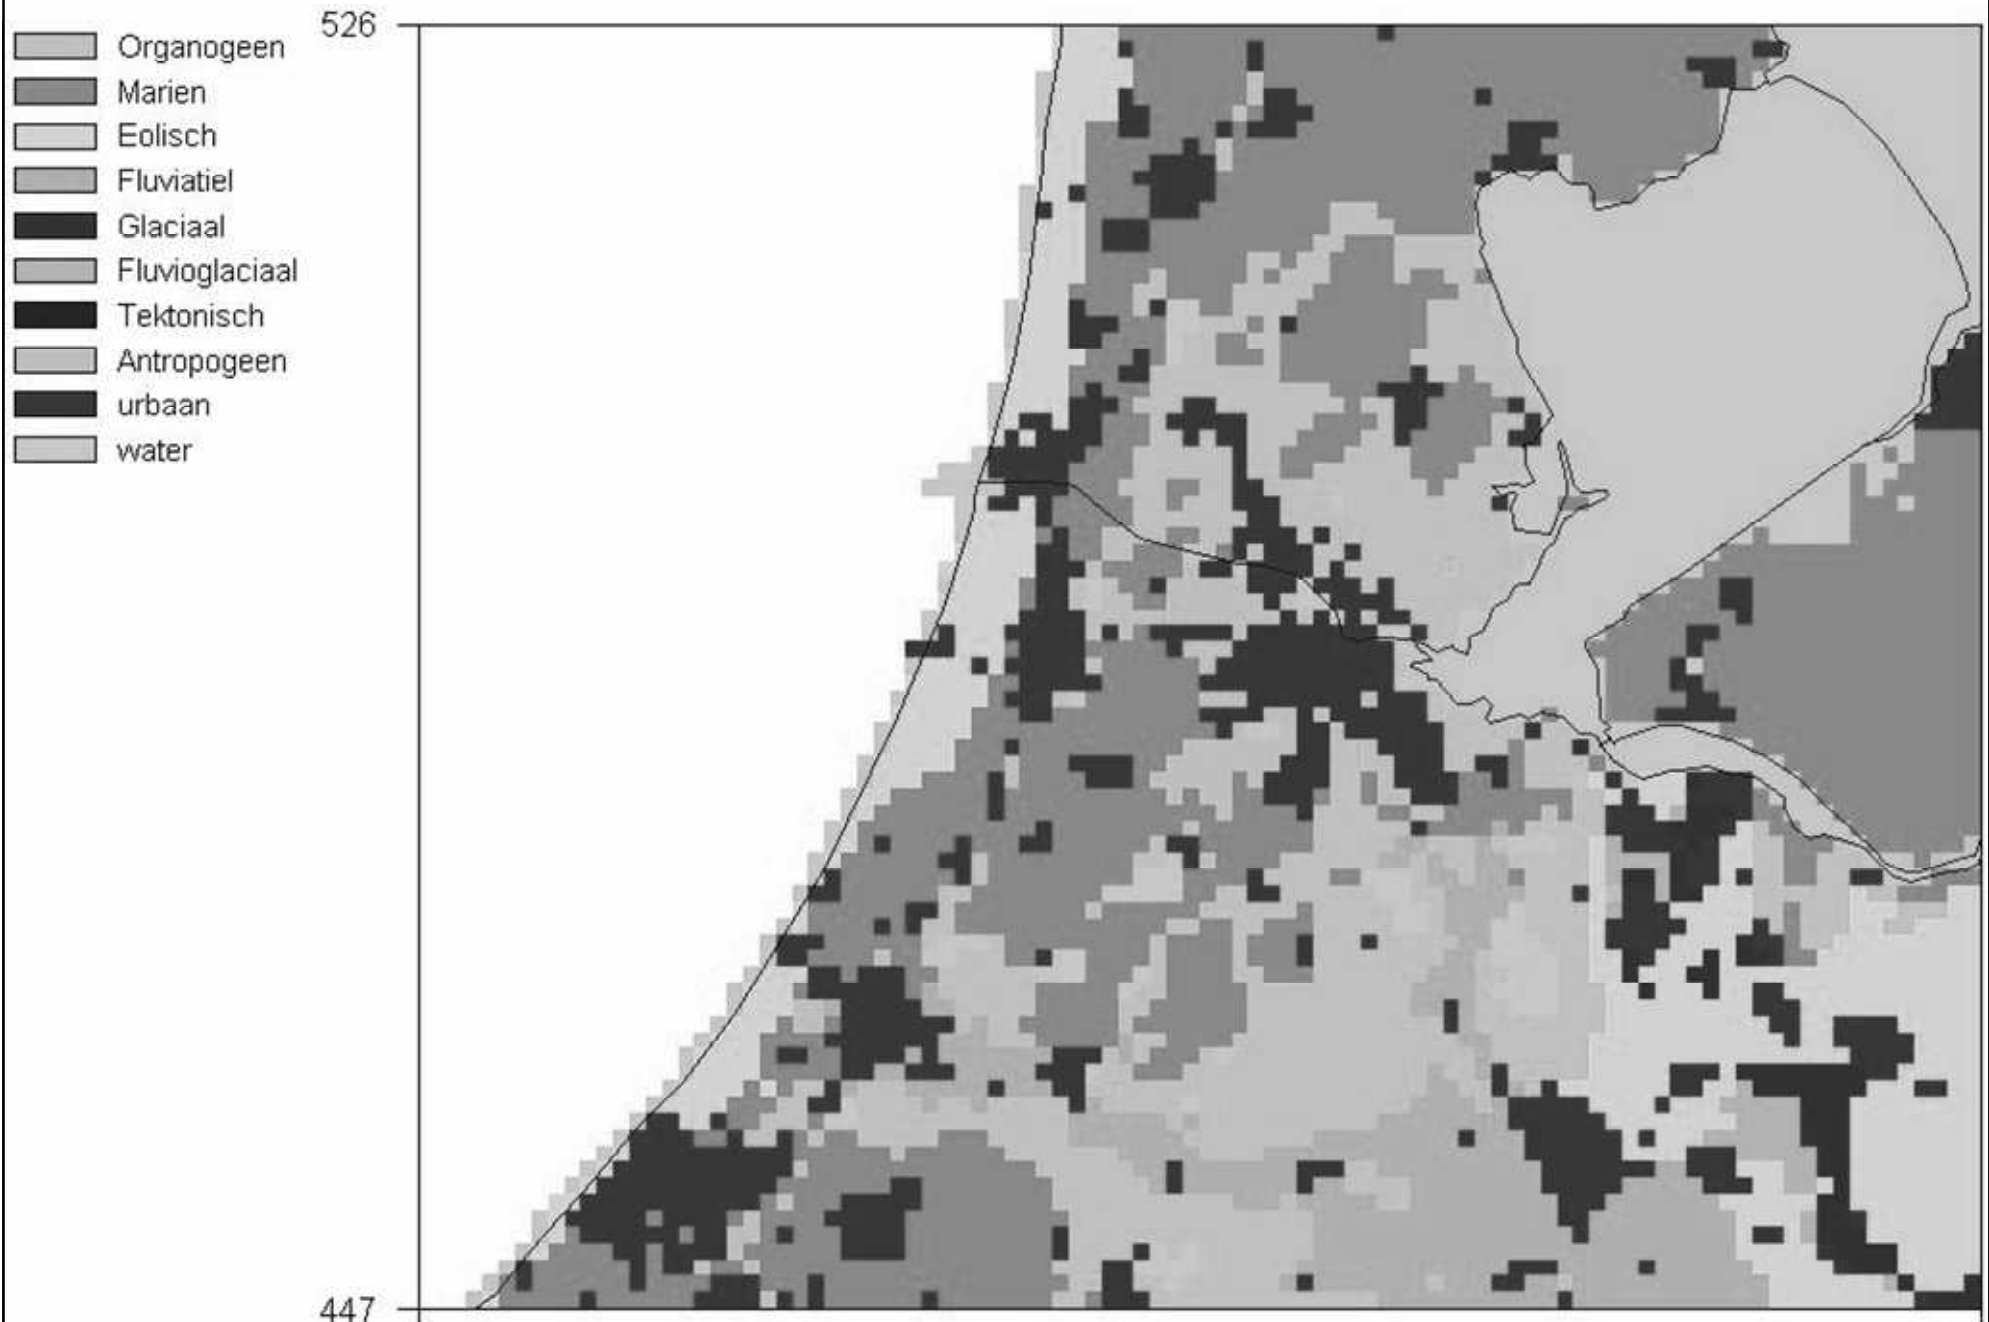 526
Organogeen
Marien
Eolisch
Fluviatiel
Glaciaal
Fluvioglaciaal
Tektonisch
Antropogeen
urbaan
water
447